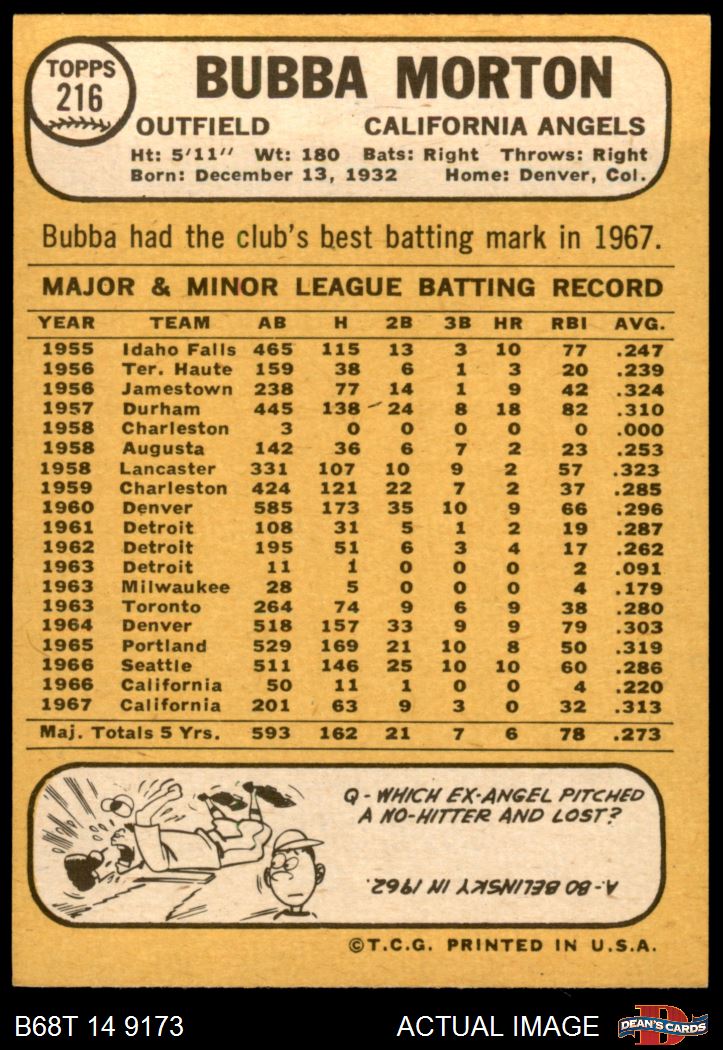 TOPPS
216
BUBBA MORTON
OUTFIELD CALIFORNIA ANGELS
Ht: 5'11" Wt: 180 Bats: Right Throws: Right
Born: December 13, 1932 Home: Denver, Col.
Bubba had the club's best batting mark in 1967.
MAJOR & MINOR LEAGUE BATTING RECORD
YEAR TEAM AB H 2B 3B HR RBI AVG.
1955 Idaho Falls 465 115 13 3 10 77 .247
1956 Ter. Haute 159 38 6 1 3 20 .239
1956 Jamestown 238 77 14 1 9 42 .324
1957 Durham 445 138 24 8 18 82 .310
1958 Charleston 3 0 0 0 0 0 .000
1958 Augusta 142 36 6 7 2 23 .253
1958 Lancaster 331 107 10 9 2 57 .323
1959 Charleston 424 121 22 7 2 37 .285
1960 Denver 585 173 35 10 9 66 .296
1961 Detroit 108 31 5 1 2 19 .287
1962 Detroit 195 51 6 3 4 17 .262
1963 Detroit 11 1 0 0 0 2 .091
1963 Milwaukee 28 5 0 0 0 4 .179
1963 Toronto 264 74 9 6 9 38 .280
1964 Denver 518 157 33 9 9 79 .303
1965 Portland 529 169 21 10 8 50 .319
1966 Seattle 511 146 25 10 10 60 .286
1966 California 50 11 1 0 0 4 .220
1967 California 201 63 9 3 0 32 .313
Maj. Totals 5 Yrs. 593 162 21 7 6 78 .273
Q - WHICH EX-ANGEL PITCHED
A NO-HITTER AND LOST?
A - BO BELINSKY IN 1962.
©T.C.G. PRINTED IN U.S.A.
B68T 14 9173 ACTUAL IMAGE DEAN'S CARDS